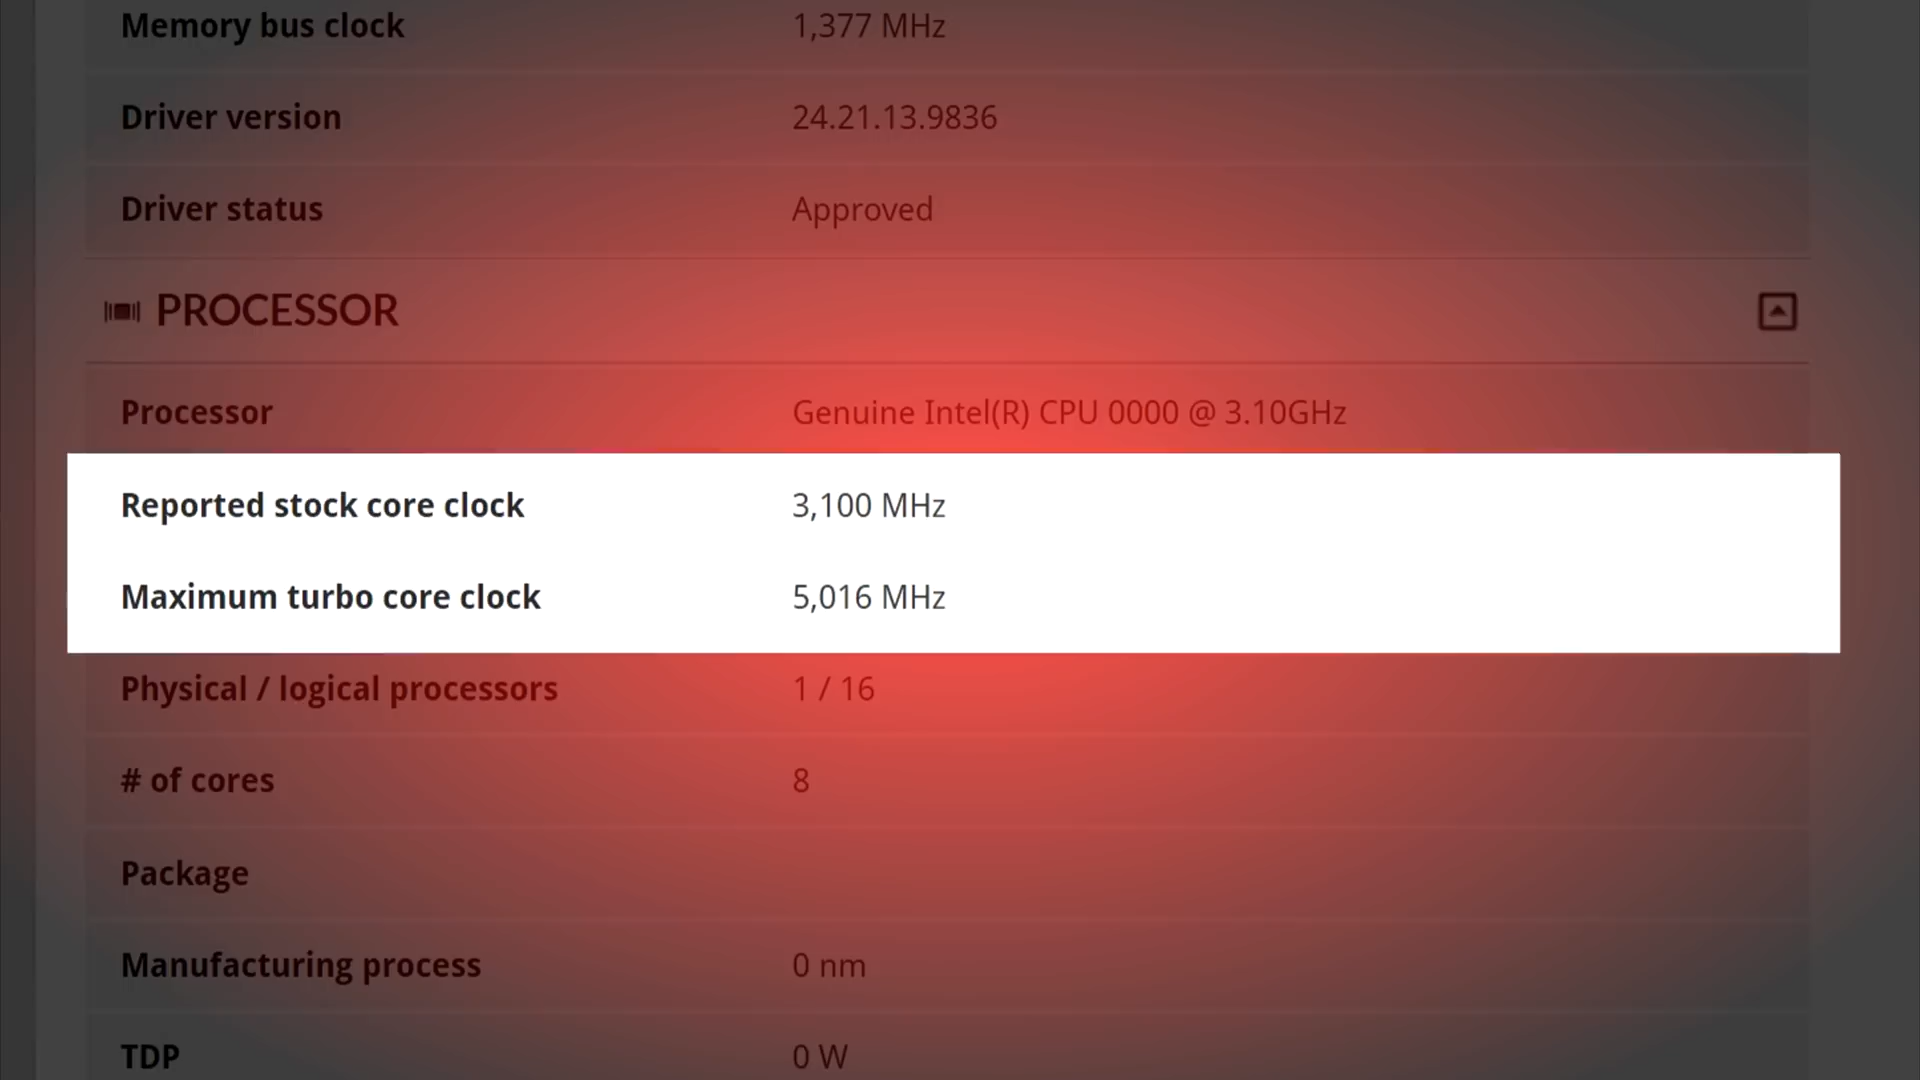 Memory bus clock 1,377 MHz
Driver version 24.21.13.9836
Driver status Approved
PROCESSOR
Processor Genuine Intel(R) CPU 0000 @ 3.10GHz
Reported stock core clock 3,100 MHz
Maximum turbo core clock 5,016 MHz
Physical / logical processors 1 / 16
# of cores 8
Package
Manufacturing process 0 nm
TDP 0 W